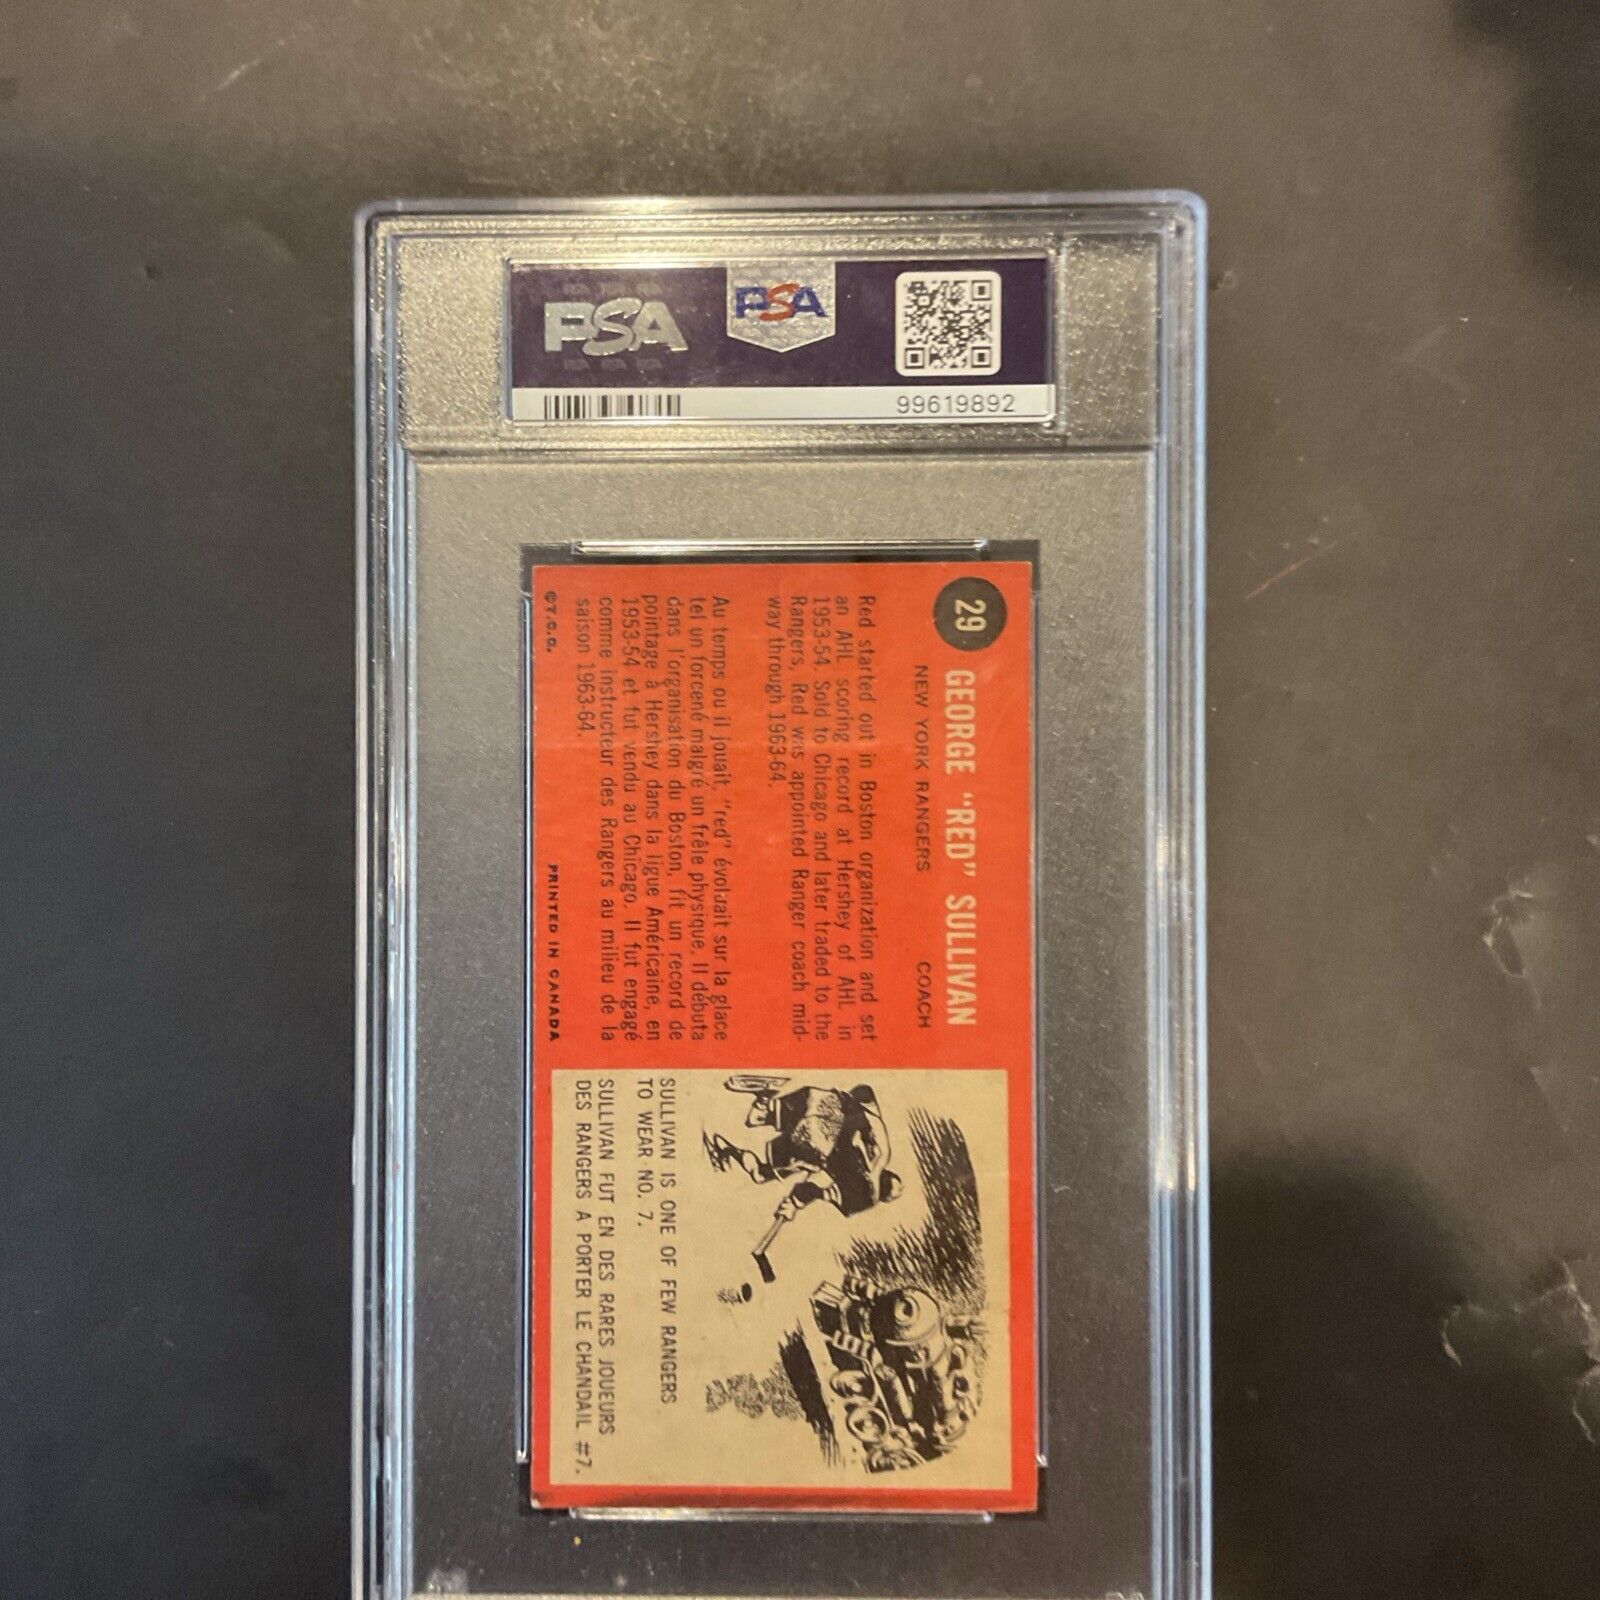 PSA
PSA
99619892
29
GEORGE "RED" SULLIVAN
NEW YORK RANGERS COACH
Red started out in Boston organization and set
an AHL scoring record at Hershey of AHL in
1953-54. Sold to Chicago and later traded to the
Rangers, Red was appointed Ranger coach mid-
way through 1963-64.
Au temps ou il jouait, "red" évoluait sur la glace
tel un forcené malgré un frêle physique. Il débuta
dans l'organisation du Boston, fit un record de
pointage à Hershey dans la ligue Américaine, en
1953-54 et fut vendu au Chicago. Il fut engagé
comme instructeur des Rangers au milieu de la
saison 1963-64.
©T.C.G. PRINTED IN CANADA
SULLIVAN IS ONE OF FEW RANGERS
TO WEAR NO. 7.
SULLIVAN FUT EN DES RARES JOUEURS
DES RANGERS A PORTER LE CHANDAIL #7.